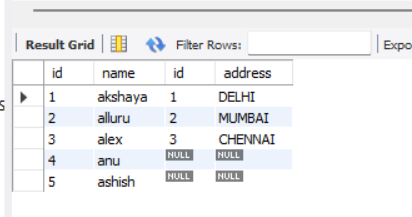 Result Grid Filter Rows: Expo
id name id address
1 akshaya 1 DELHI
2 alluru 2 MUMBAI
3 alex 3 CHENNAI
4 anu NULL NULL
5 ashish NULL NULL